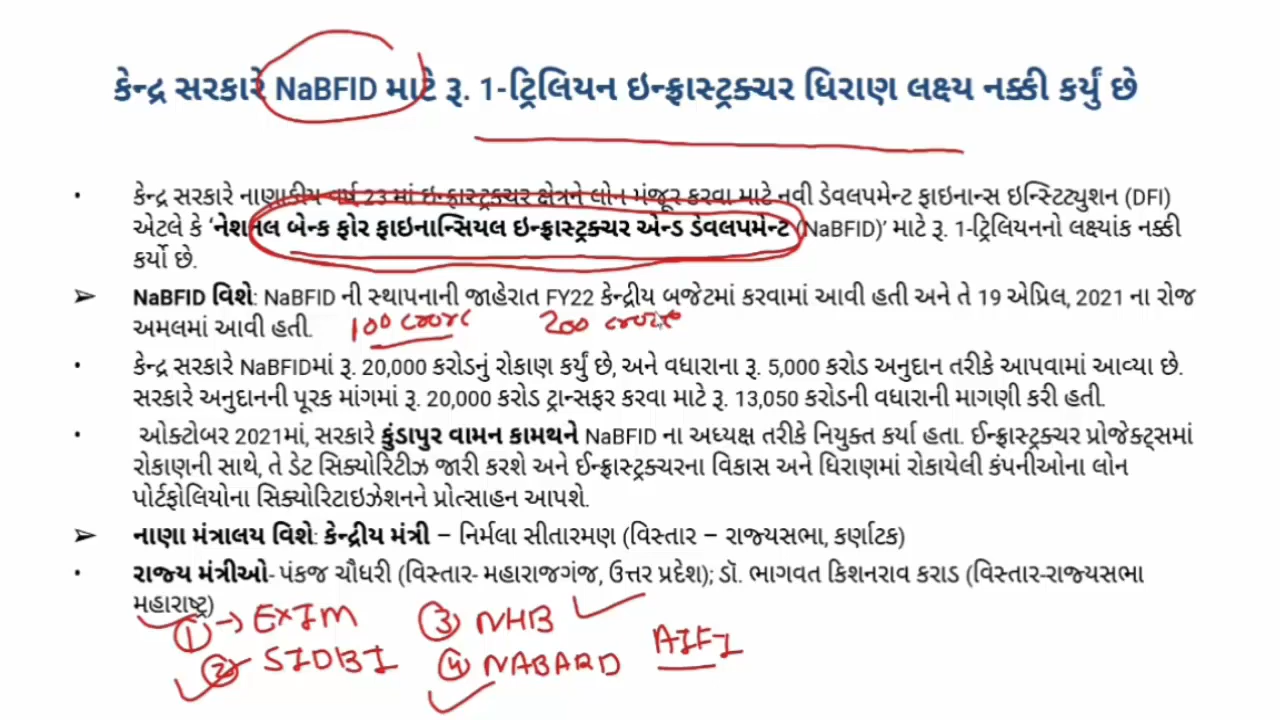 કેન્દ્ર સરકારે NaBFID માટે રૂ. 1-ટ્રિલિયન ઇન્ફ્રાસ્ટ્રક્ચર ધિરાણ લક્ષ્ય નક્કી કર્યું છે
• કેન્દ્ર સરકારે નાણાકીય વર્ષ 23 માં ઇન્ફ્રાસ્ટ્રક્ચર ક્ષેત્રને લોન મંજૂર કરવા માટે નવી ડેવલપમેન્ટ ફાઇનાન્સ ઇન્સ્ટિટ્યુશન (DFI)
એટલે કે ‘નેશનલ બેન્ક ફોર ફાઇનાન્સિયલ ઇન્ફ્રાસ્ટ્રક્ચર એન્ડ ડેવલપમેન્ટ (NaBFID)’ માટે રૂ. 1-ટ્રિલિયનનો લક્ષ્યાંક નક્કી
કર્યો છે.
➢ NaBFID વિશે: NaBFID ની સ્થાપનાની જાહેરાત FY22 કેન્દ્રીય બજેટમાં કરવામાં આવી હતી અને તે 19 એપ્રિલ, 2021 ના રોજ
અમલમાં આવી હતી. 100 crore 200 crore
• કેન્દ્ર સરકારે NaBFIDમાં રૂ. 20,000 કરોડનું રોકાણ કર્યું છે, અને વધારાના રૂ. 5,000 કરોડ અનુદાન તરીકે આપવામાં આવ્યા છે.
સરકારે અનુદાનની પૂરક માંગમાં રૂ. 20,000 કરોડ ટ્રાન્સફર કરવા માટે રૂ. 13,050 કરોડની વધારાની માગણી કરી હતી.
• ઓક્ટોબર 2021માં, સરકારે કુંડાપુર વામન કામથને NaBFID ના અધ્યક્ષ તરીકે નિયુક્ત કર્યા હતા. ઈન્ફ્રાસ્ટ્રક્ચર પ્રોજેક્ટ્સમાં
રોકાણની સાથે, તે ડેટ સિક્યોરિટીઝ જારી કરશે અને ઈન્ફ્રાસ્ટ્રક્ચરના વિકાસ અને ધિરાણમાં રોકાયેલી કંપનીઓના લોન
પોર્ટફોલિયોના સિક્યોરિટાઇઝેશનને પ્રોત્સાહન આપશે.
➢ નાણા મંત્રાલય વિશે: કેન્દ્રીય મંત્રી – નિર્મલા સીતારમણ (વિસ્તાર – રાજ્યસભા, કર્ણાટક)
• રાજ્ય મંત્રીઓ- પંકજ ચૌધરી (વિસ્તાર- મહારાજગંજ, ઉત્તર પ્રદેશ); ડૉ. ભાગવત કિશનરાવ કરાડ (વિસ્તાર-રાજ્યસભા
મહારાષ્ટ્ર)
1 → EXIM 3 NHB AIFI
2 SIDBI 4 NABARD